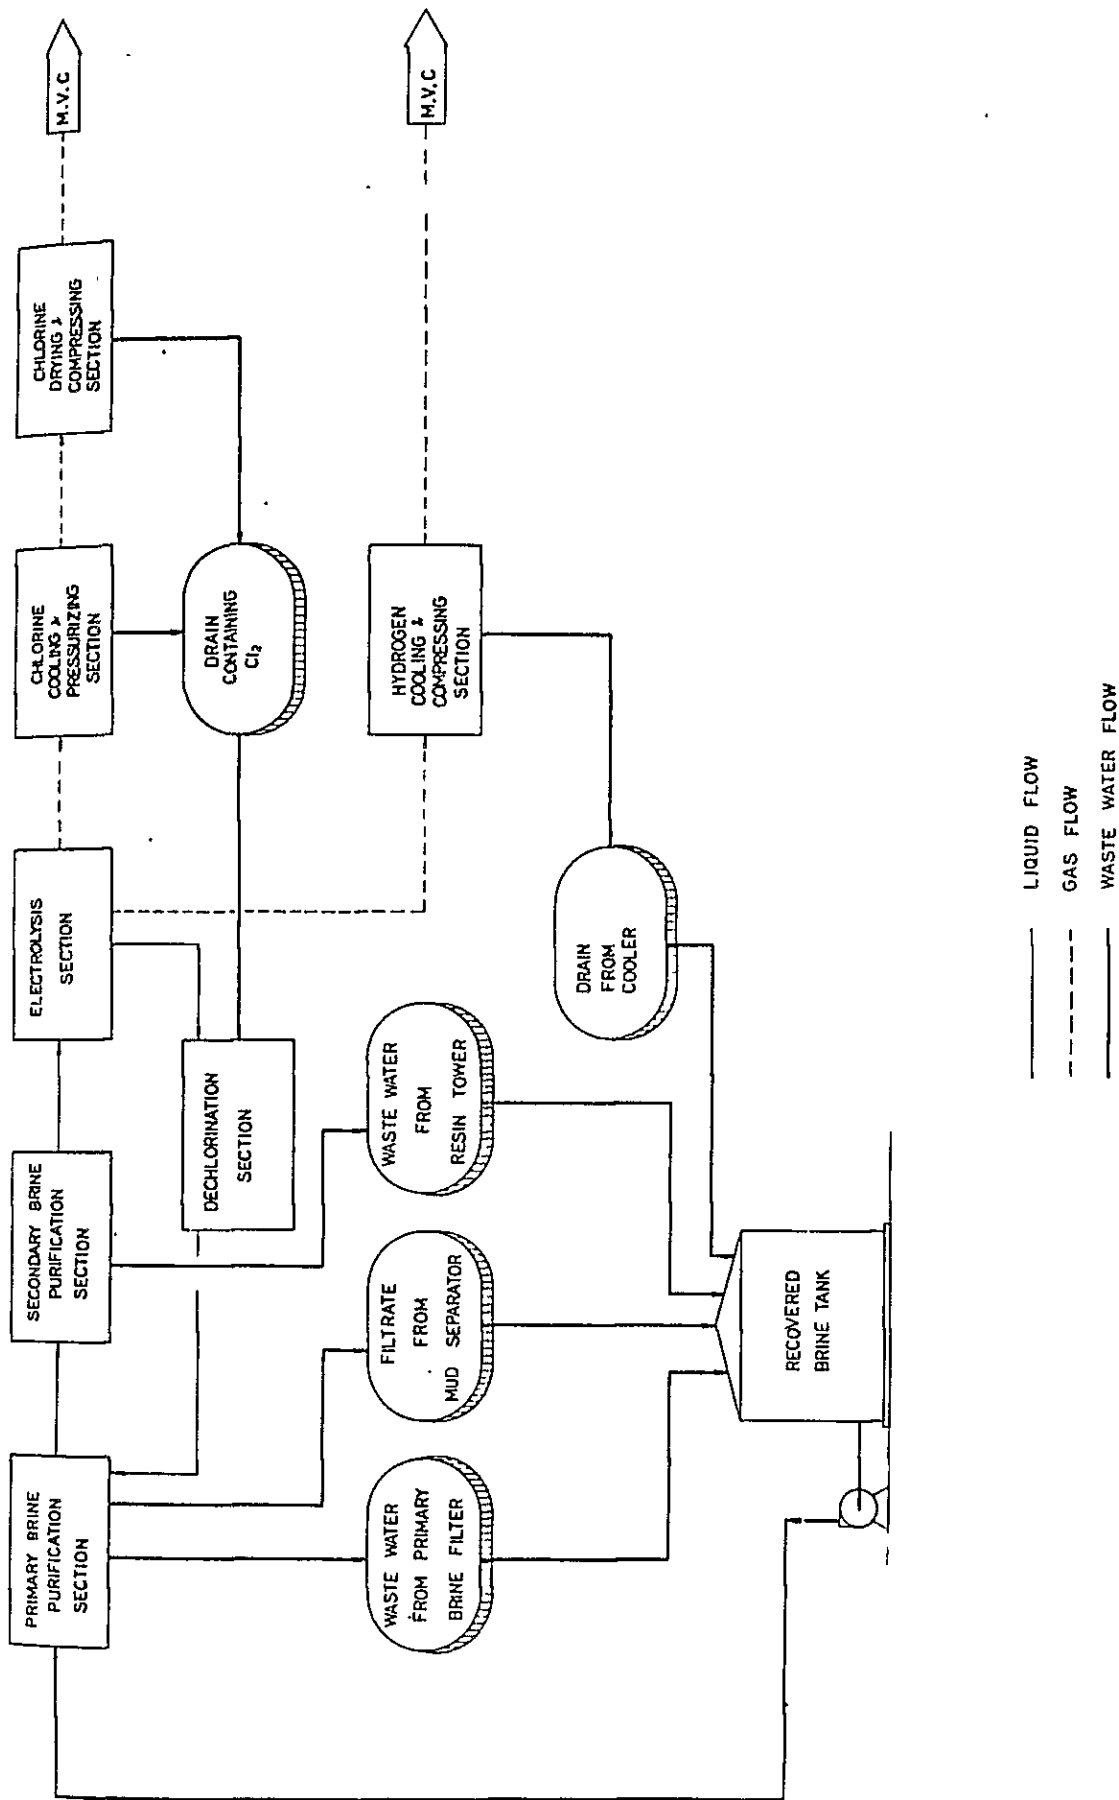 PRIMARY BRINE
PURIFICATION
SECTION
SECONDARY BRINE
PURIFICATION
SECTION
ELECTROLYSIS
SECTION
CHLORINE
COOLING &
PRESSURIZING
SECTION
CHLORINE
DRYING &
COMPRESSING
SECTION
M.V.C
DECHLORINATION
SECTION
DRAIN
CONTAINING
Cl₂
WASTE WATER
FROM PRIMARY
BRINE FILTER
FILTRATE
FROM
MUD SEPARATOR
WASTE WATER
FROM
RESIN TOWER
HYDROGEN
COOLING &
COMPRESSING
SECTION
M.V.C
DRAIN
FROM
COOLER
RECOVERED
BRINE TANK
LIQUID FLOW
GAS FLOW
WASTE WATER FLOW